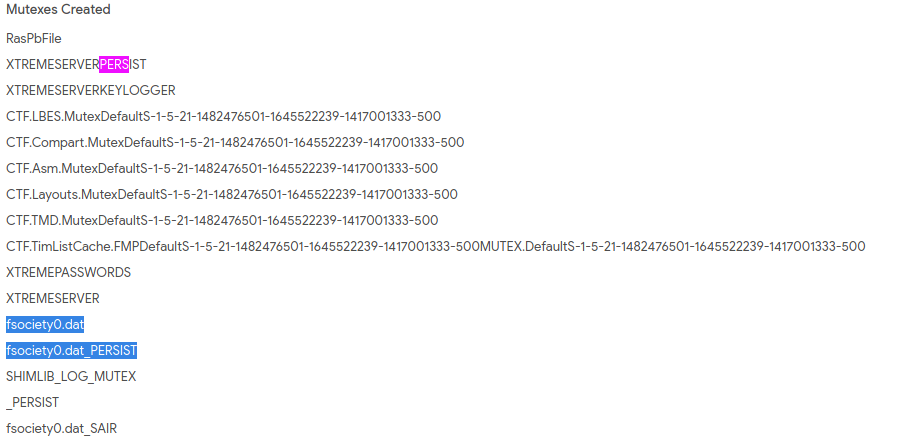 Mutexes Created
RasPbFile
XTREMESERVERPERSIST
XTREMESERVERKEYLOGGER
CTF.LBES.MutexDefaultS-1-5-21-1482476501-1645522239-1417001333-500
CTF.Compart.MutexDefaultS-1-5-21-1482476501-1645522239-1417001333-500
CTF.Asm.MutexDefaultS-1-5-21-1482476501-1645522239-1417001333-500
CTF.Layouts.MutexDefaultS-1-5-21-1482476501-1645522239-1417001333-500
CTF.TMD.MutexDefaultS-1-5-21-1482476501-1645522239-1417001333-500
CTF.TimListCache.FMPDefaultS-1-5-21-1482476501-1645522239-1417001333-500MUTEX.DefaultS-1-5-21-1482476501-1645522239-1417001333-500
XTREMEPASSWORDS
XTREMESERVER
fsociety0.dat
fsociety0.dat_PERSIST
SHIMLIB_LOG_MUTEX
_PERSIST
fsociety0.dat_SAIR